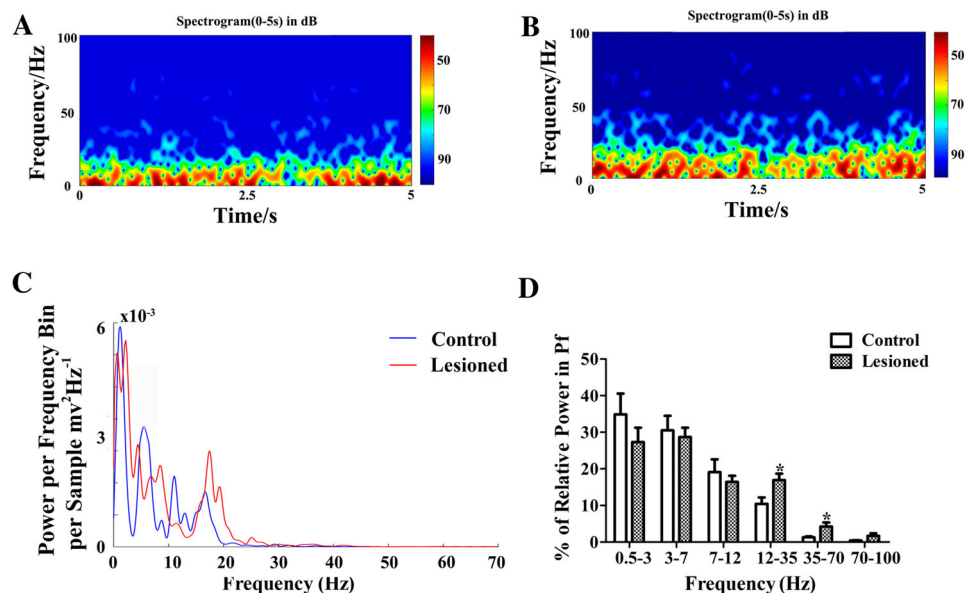 A
Spectrogram(0-5s) in dB
Frequency/Hz
100
50
0
0
2.5
5
Time/s
50
70
90
B
Spectrogram(0-5s) in dB
Frequency/Hz
100
50
0
0
2.5
5
Time/s
50
70
90
C
x10-3
Power per Frequency Bin
per Sample mv2Hz-1
6
3
0
0 10 20 30 40 50 60 70
Frequency (Hz)
Control
Lesioned
D
Control
Lesioned
% of Relative Power in Pf
50
40
30
20
10
0
*
*
0.5-3 3-7 7-12 12-35 35-70 70-100
Frequency (Hz)